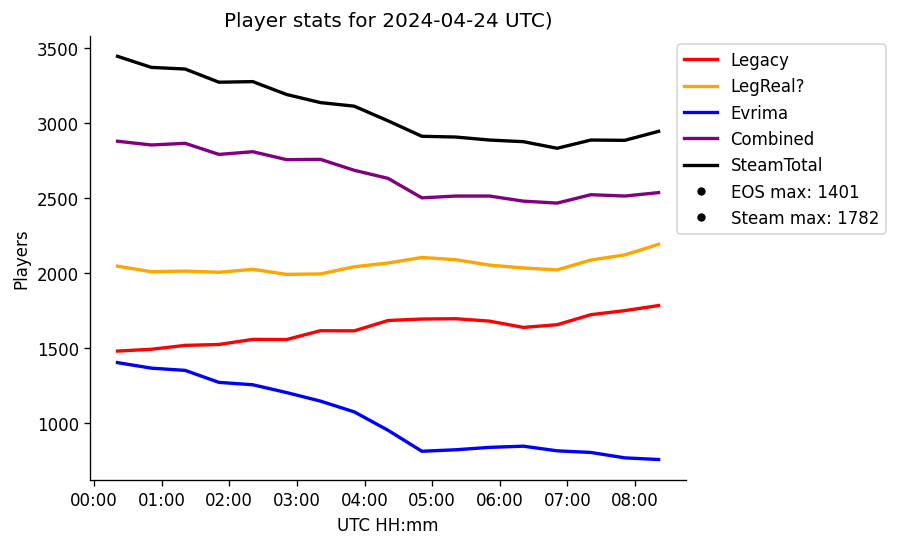 Player stats for 2024-04-24 UTC)
3500
3000
2500
2000
1500
1000
Players
00:00 01:00 02:00 03:00 04:00 05:00 06:00 07:00 08:00
UTC HH:mm
Legacy
LegReal?
Evrima
Combined
SteamTotal
EOS max: 1401
Steam max: 1782